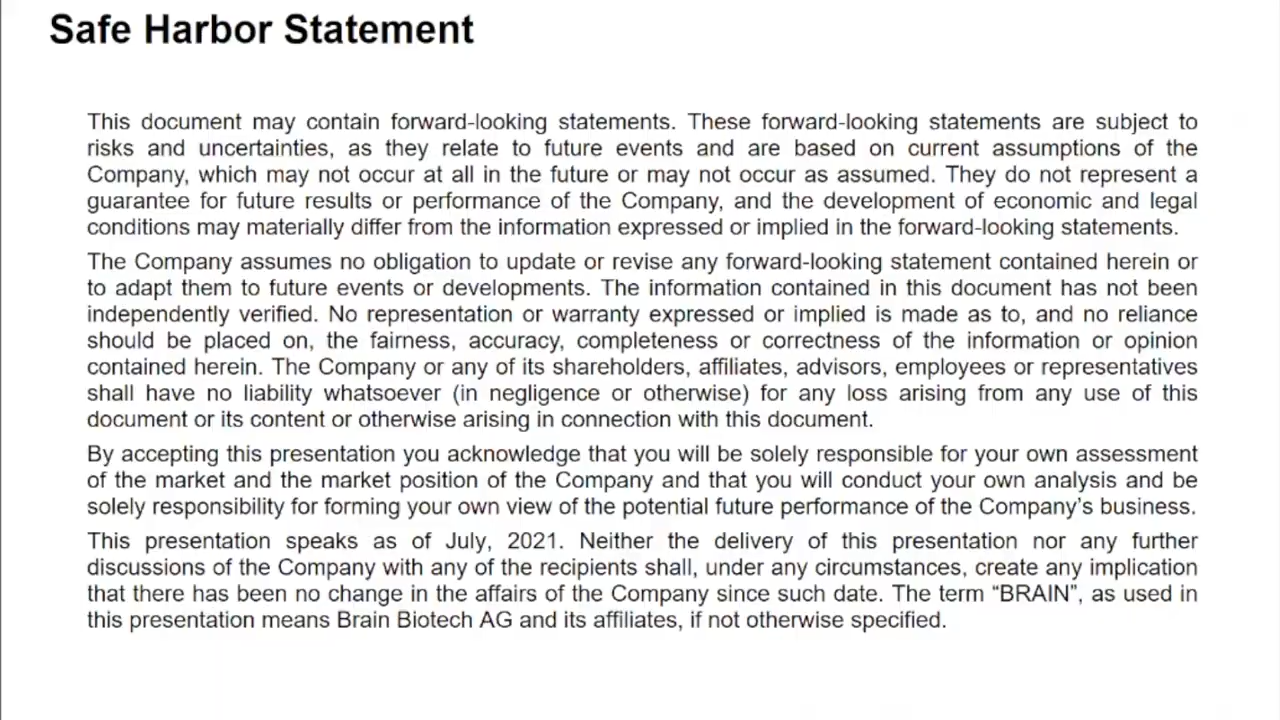 Safe Harbor Statement
This document may contain forward-looking statements. These forward-looking statements are subject to
risks and uncertainties, as they relate to future events and are based on current assumptions of the
Company, which may not occur at all in the future or may not occur as assumed. They do not represent a
guarantee for future results or performance of the Company, and the development of economic and legal
conditions may materially differ from the information expressed or implied in the forward-looking statements.
The Company assumes no obligation to update or revise any forward-looking statement contained herein or
to adapt them to future events or developments. The information contained in this document has not been
independently verified. No representation or warranty expressed or implied is made as to, and no reliance
should be placed on, the fairness, accuracy, completeness or correctness of the information or opinion
contained herein. The Company or any of its shareholders, affiliates, advisors, employees or representatives
shall have no liability whatsoever (in negligence or otherwise) for any loss arising from any use of this
document or its content or otherwise arising in connection with this document.
By accepting this presentation you acknowledge that you will be solely responsible for your own assessment
of the market and the market position of the Company and that you will conduct your own analysis and be
solely responsibility for forming your own view of the potential future performance of the Company’s business.
This presentation speaks as of July, 2021. Neither the delivery of this presentation nor any further
discussions of the Company with any of the recipients shall, under any circumstances, create any implication
that there has been no change in the affairs of the Company since such date. The term “BRAIN”, as used in
this presentation means Brain Biotech AG and its affiliates, if not otherwise specified.